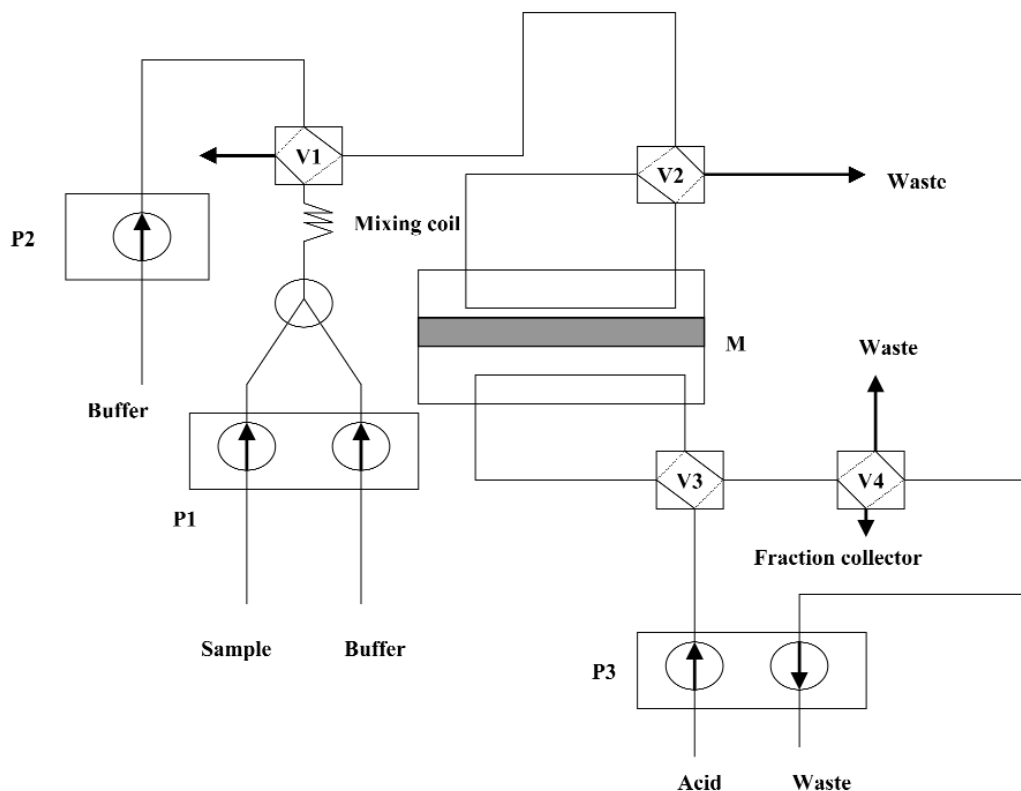 V1
V2
Waste
Mixing coil
P2
M
Waste
Buffer
V3
V4
P1
Fraction collector
Sample
Buffer
P3
Acid
Waste